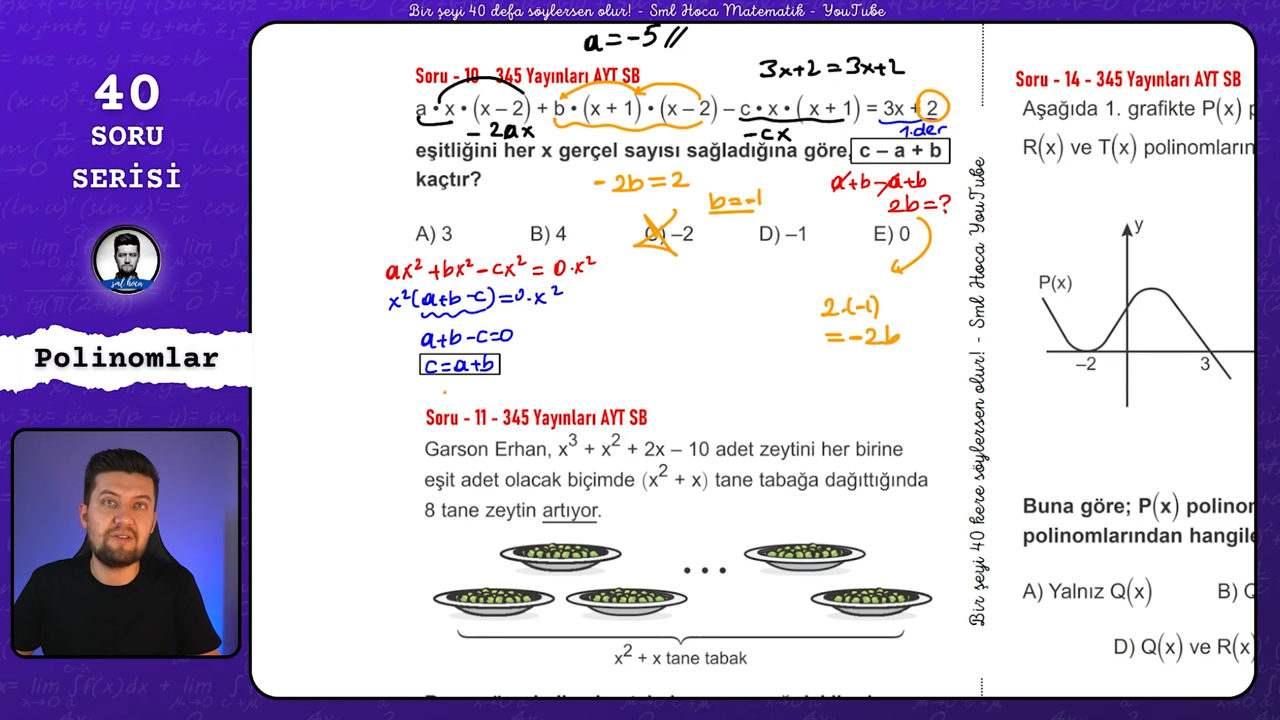 Bir şeyi 40 defa söylersen olur! - Sml Hoca Matematik - YouTube
40
SORU
SERİSİ
sml hoca
Polinomlar
a = -5 //
Soru - 10 - 345 Yayınları AYT SB
3x+2 = 3x+2
a • x • (x – 2) + b • (x + 1) • (x – 2) – c • x • (x + 1) = 3x + 2
- 2ax
-cx
1.der
eşitliğini her x gerçel sayısı sağladığına göre, c – a + b
kaçtır?
- 2b = 2
b = -1
a+b-a+b
2b = ?
A) 3 B) 4 C) –2 D) –1 E) 0
ax² + bx² - cx² = 0·x²
x²(a+b-c) = 0·x²
a+b-c=0
c=a+b
2·(-1)
= -2b
Soru - 11 - 345 Yayınları AYT SB
Garson Erhan, x³ + x² + 2x – 10 adet zeytini her birine
eşit adet olacak biçimde (x² + x) tane tabağa dağıttığında
8 tane zeytin artıyor.
...
x² + x tane tabak
Bir şeyi 40 kere söylersen olur! - Sml Hoca YouTube
Soru - 14 - 345 Yayınları AYT SB
Aşağıda 1. grafikte P(x)
R(x) ve T(x) polinomların
y
P(x)
–2
3
Buna göre; P(x) polinom
polinomlarından hangile
A) Yalnız Q(x) B)
D) Q(x) ve R(x)